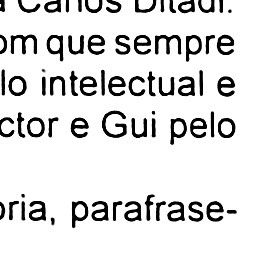 a Carlos Ditadi.
om que sempre
lo intelectual e
ctor e Gui pelo
oria, parafrase-